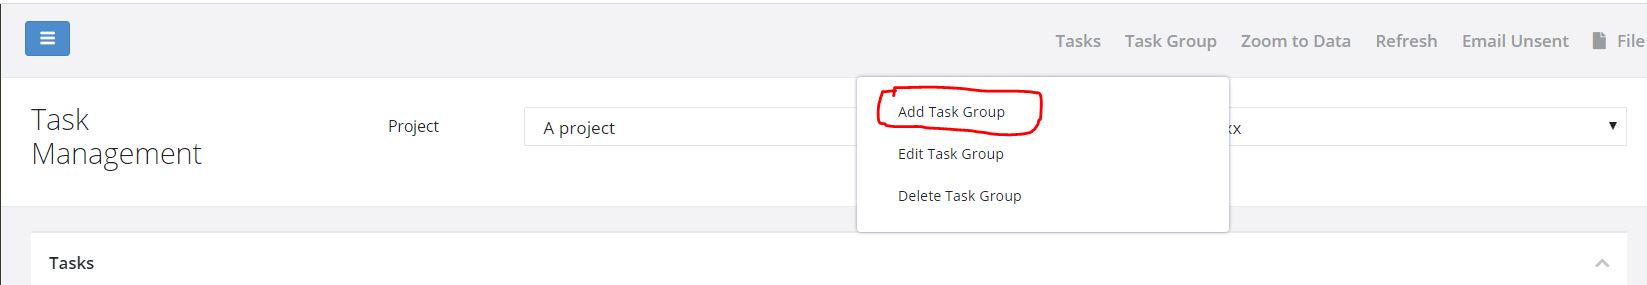 Tasks Task Group Zoom to Data Refresh Email Unsent File
Task
Management
Project
A project
xx
Add Task Group
Edit Task Group
Delete Task Group
Tasks